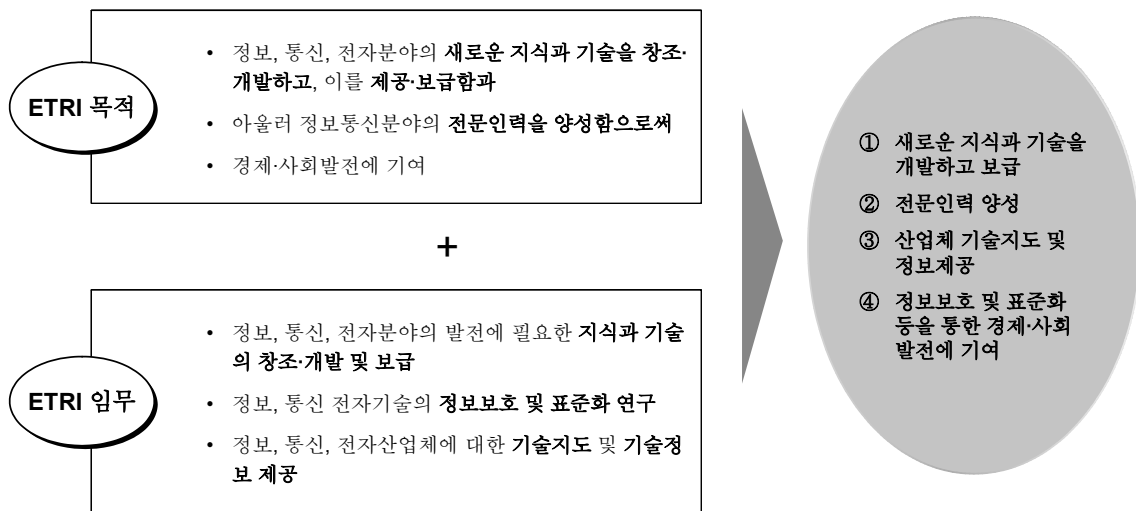 ETRI 목적
• 정보, 통신, 전자분야의 새로운 지식과 기술을 창조·
개발하고, 이를 제공·보급함과
• 아울러 정보통신분야의 전문인력을 양성함으로써
• 경제·사회발전에 기여
+
ETRI 임무
• 정보, 통신, 전자분야의 발전에 필요한 지식과 기술
의 창조·개발 및 보급
• 정보, 통신 전자기술의 정보보호 및 표준화 연구
• 정보, 통신, 전자산업체에 대한 기술지도 및 기술정
보 제공
① 새로운 지식과 기술을
개발하고 보급
② 전문인력 양성
③ 산업체 기술지도 및
정보제공
④ 정보보호 및 표준화
등을 통한 경제·사회
발전에 기여